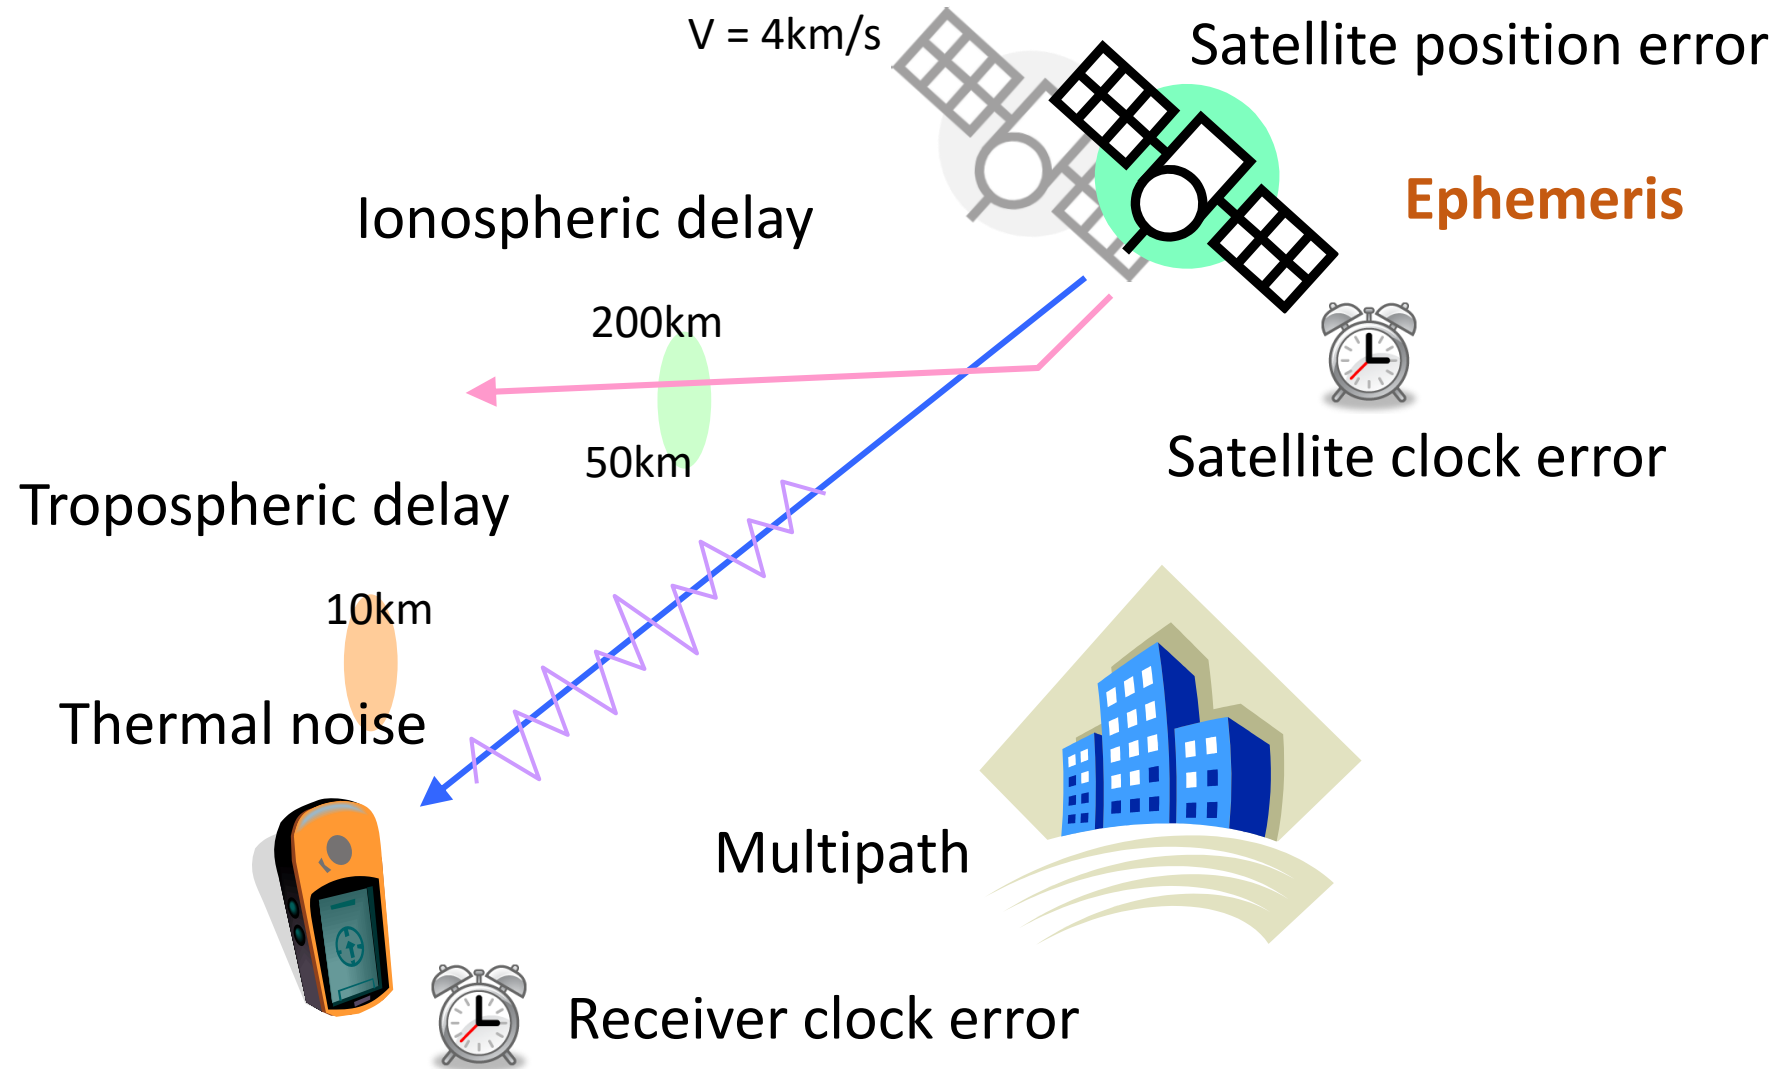 V = 4km/s
Satellite position error
Ephemeris
Ionospheric delay
200km
50km
Satellite clock error
Tropospheric delay
10km
Thermal noise
Multipath
Receiver clock error